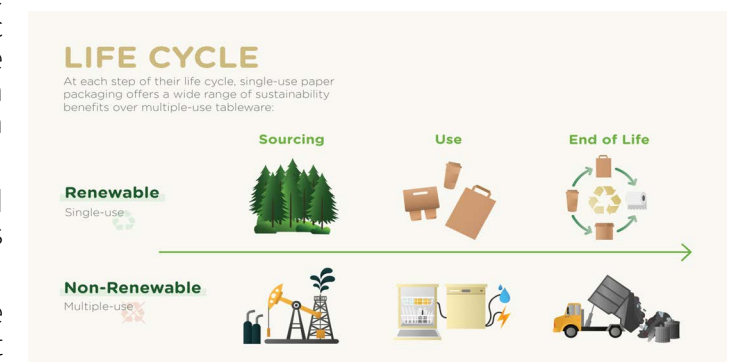 LIFE CYCLE
At each step of their life cycle, single-use paper
packaging offers a wide range of sustainability
benefits over multiple-use tableware:
Sourcing Use End of Life
Renewable
Single-use
Non-Renewable
Multiple-use